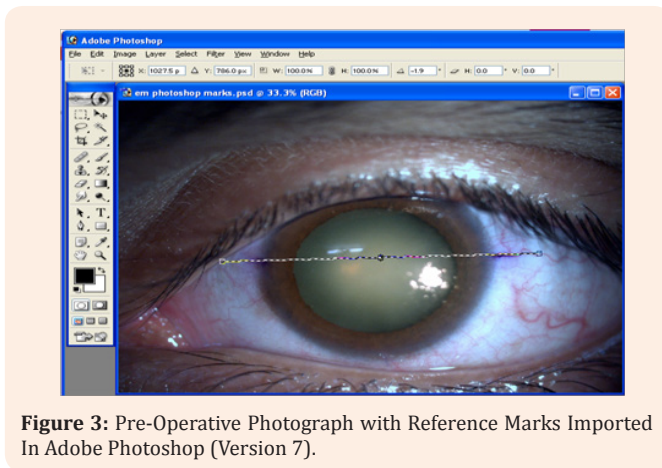 Adobe Photoshop
File Edit Image Layer Select Filter View Window Help
X: 1027.5 p Y: 786.0 px W: 100.0% H: 100.0% -1.9 ° H: 0.0 ° V: 0.0 °
em photoshop marks.psd @ 33.3% (RGB)
T
Figure 3: Pre-Operative Photograph with Reference Marks Imported
In Adobe Photoshop (Version 7).